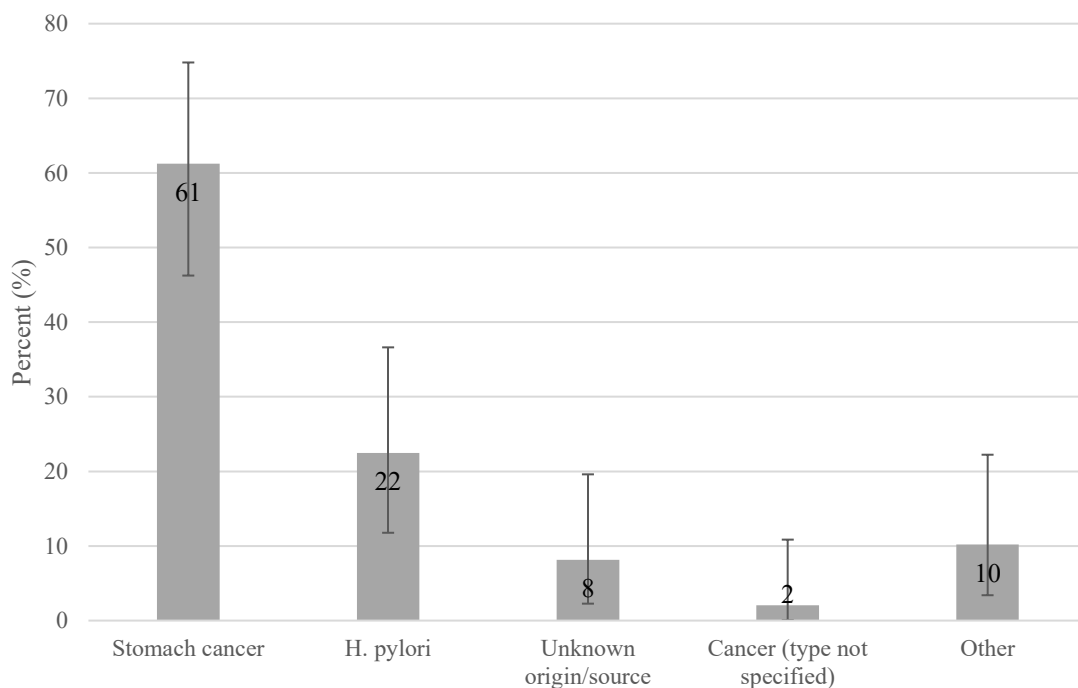 80
70
60
50
40
30
20
10
0
Percent (%)
61
22
8
2
10
Stomach cancer
H. pylori
Unknown
origin/source
Cancer (type not
specified)
Other